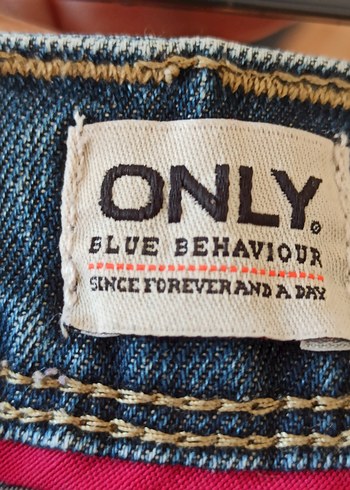 ONLY®
BLUE BEHAVIOUR
SINCE FOREVER AND A DAY